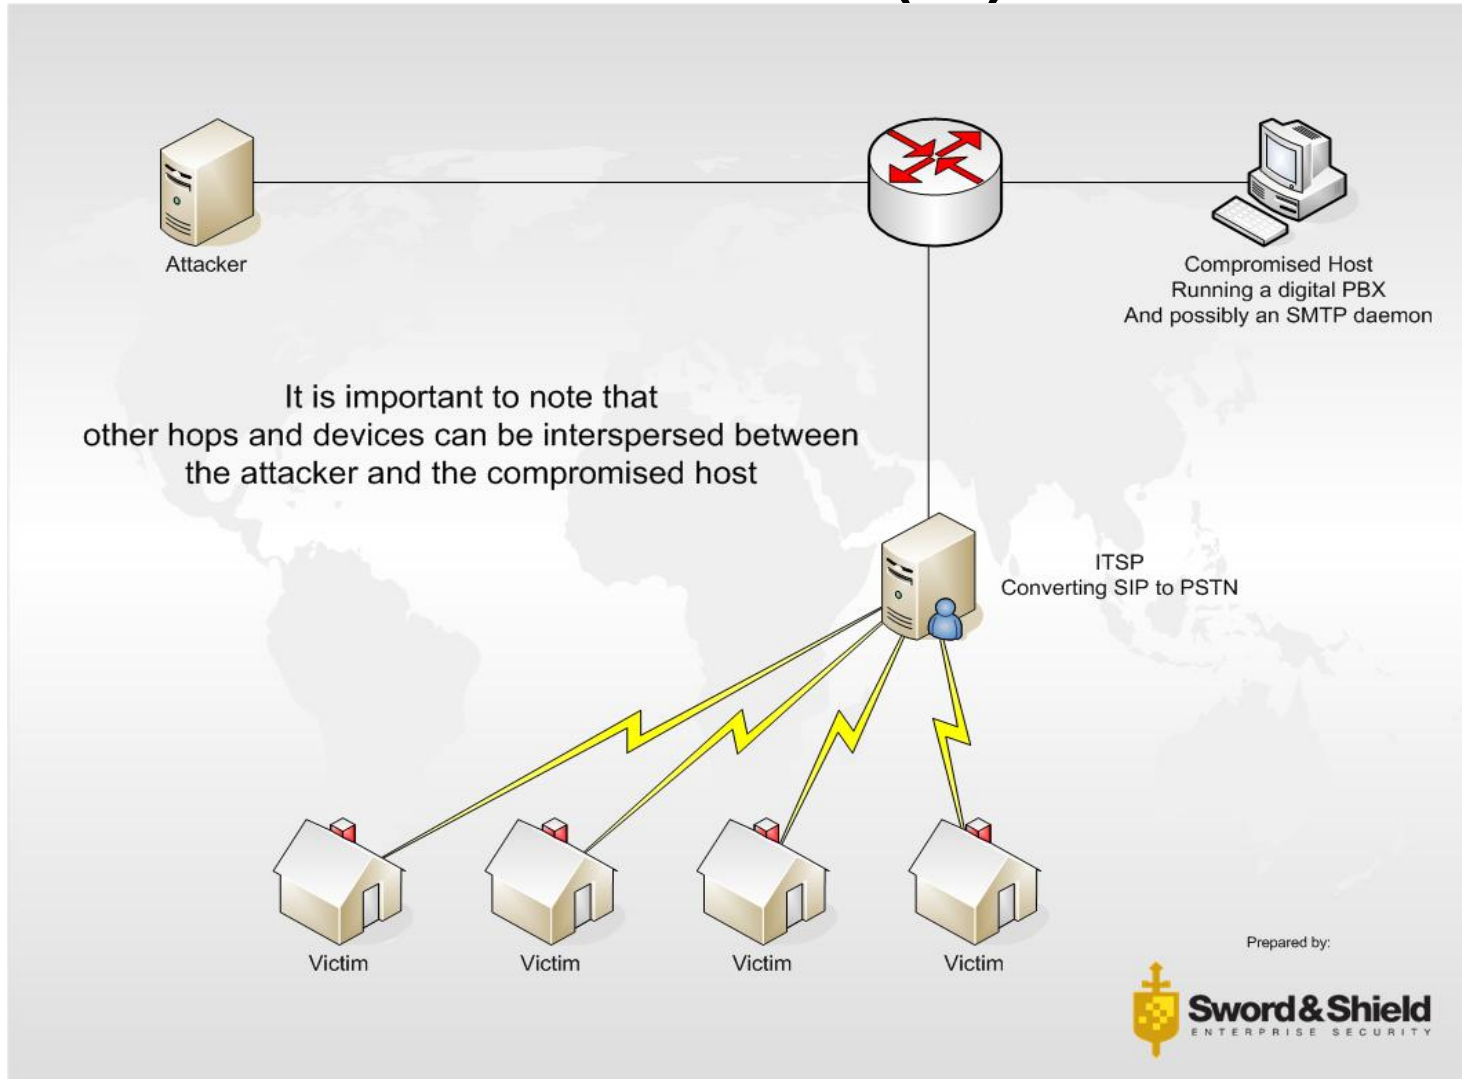 Attacker
Compromised Host
Running a digital PBX
And possibly an SMTP daemon
It is important to note that
other hops and devices can be interspersed between
the attacker and the compromised host
ITSP
Converting SIP to PSTN
Victim
Victim
Victim
Victim
Prepared by:
Sword & Shield
ENTERPRISE SECURITY